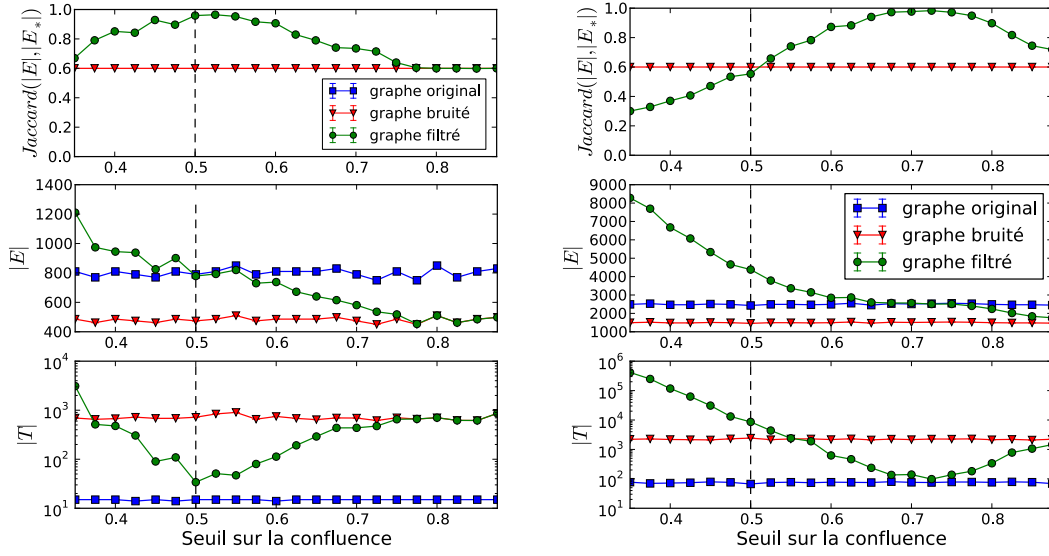 Jaccard(|E|,|E_*|)
1.0
0.8
0.6
0.4
0.2
0.0
graphe original
graphe bruité
graphe filtré
0.4 0.5 0.6 0.7 0.8
|E|
1400
1200
1000
800
600
400
0.4 0.5 0.6 0.7 0.8
|T|
10^4
10^3
10^2
10^1
0.4 0.5 0.6 0.7 0.8
Seuil sur la confluence
Jaccard(|E|,|E_*|)
1.0
0.8
0.6
0.4
0.2
0.0
0.4 0.5 0.6 0.7 0.8
|E|
9000
8000
7000
6000
5000
4000
3000
2000
1000
graphe original
graphe bruité
graphe filtré
0.4 0.5 0.6 0.7 0.8
|T|
10^6
10^5
10^4
10^3
10^2
10^1
0.4 0.5 0.6 0.7 0.8
Seuil sur la confluence